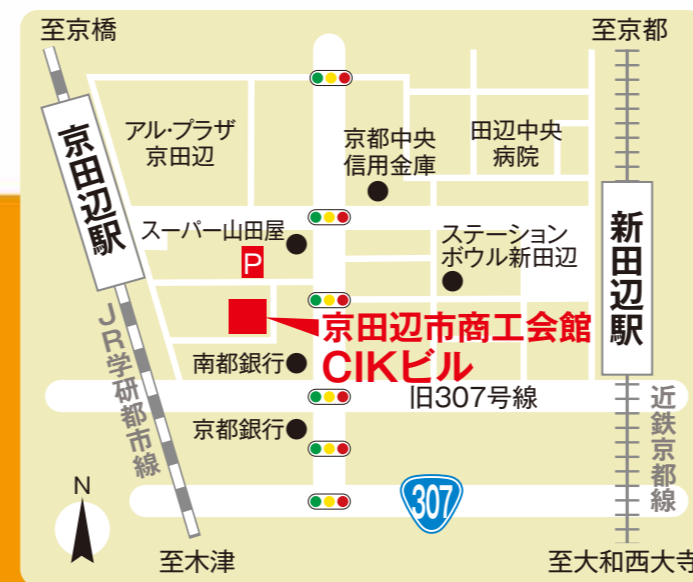 至京橋
至京都
アル・プラザ
京田辺
京都中央
信用金庫
田辺中央
病院
京田辺駅
スーパー山田屋
P
ステーション
ボウル新田辺
新田辺駅
京田辺市商工会館
CIKビル
JR学研都市線
南都銀行
旧307号線
京都銀行
近鉄京都線
307
N
至木津
至大和西大寺